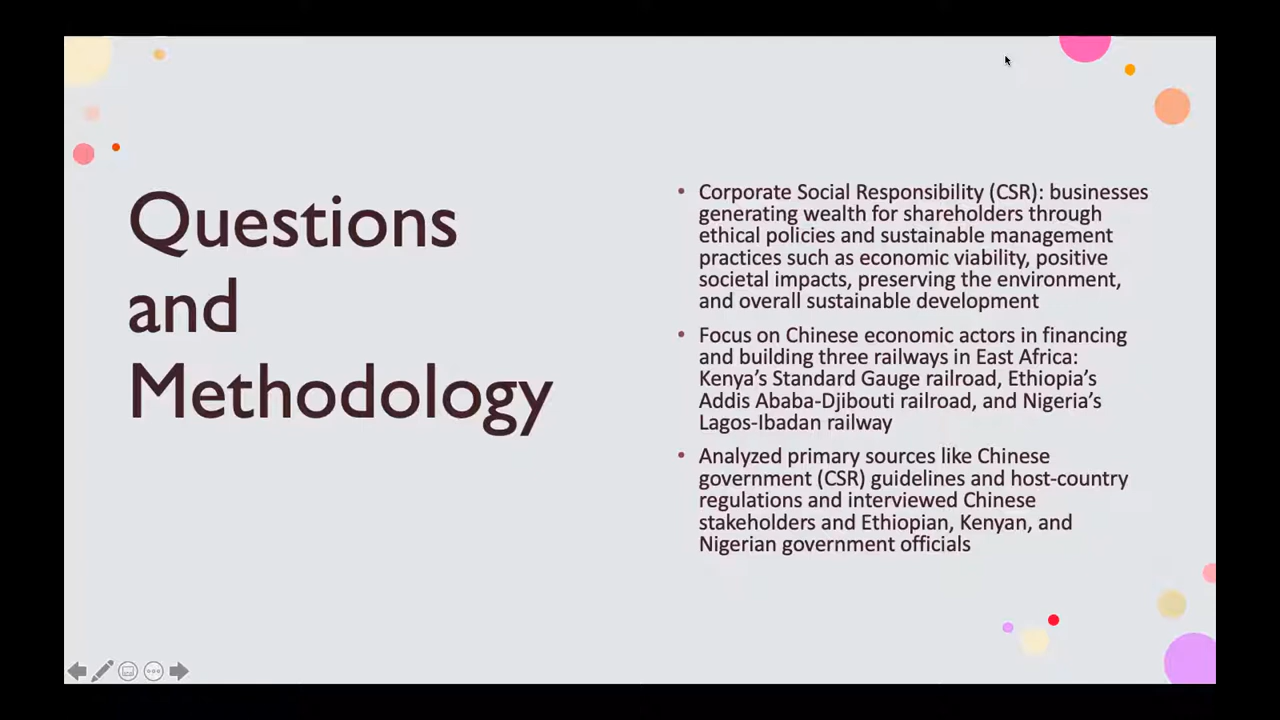 Questions
and
Methodology
• Corporate Social Responsibility (CSR): businesses
generating wealth for shareholders through
ethical policies and sustainable management
practices such as economic viability, positive
societal impacts, preserving the environment,
and overall sustainable development
• Focus on Chinese economic actors in financing
and building three railways in East Africa:
Kenya's Standard Gauge railroad, Ethiopia's
Addis Ababa-Djibouti railroad, and Nigeria's
Lagos-Ibadan railway
• Analyzed primary sources like Chinese
government (CSR) guidelines and host-country
regulations and interviewed Chinese
stakeholders and Ethiopian, Kenyan, and
Nigerian government officials